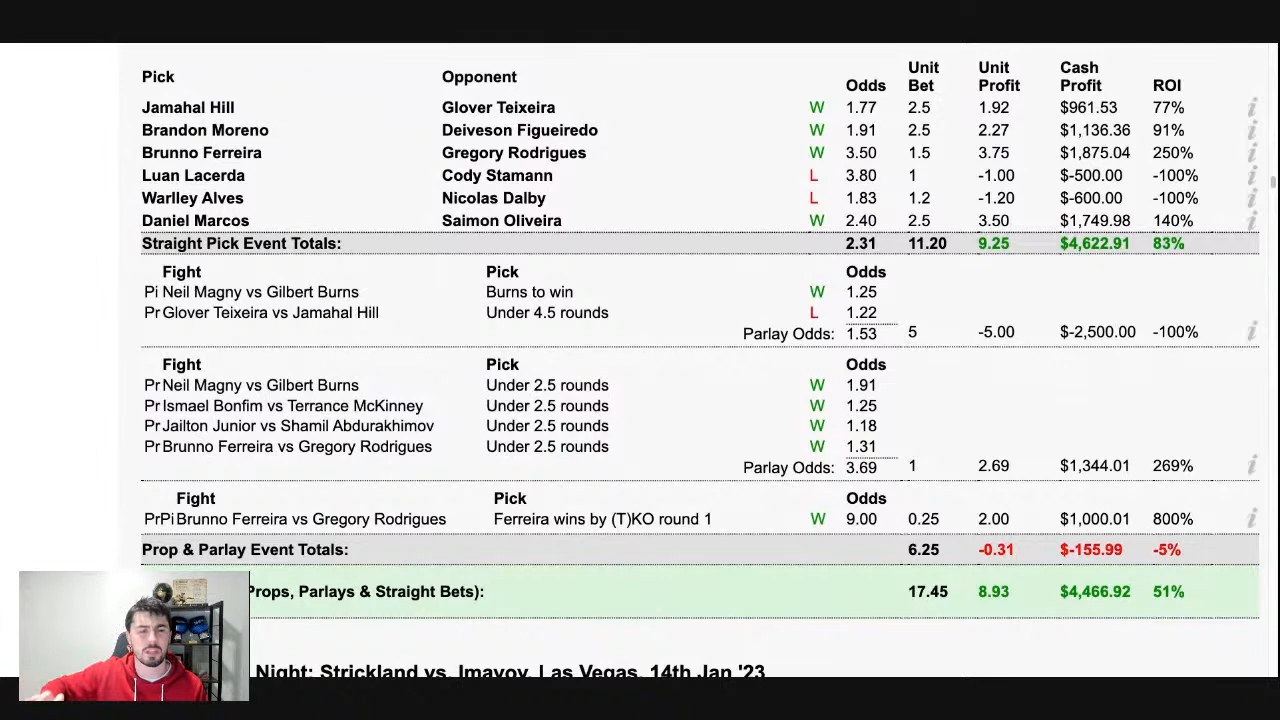 Pick Opponent Odds Unit Bet Unit Profit Cash Profit ROI
Jamahal Hill Glover Teixeira W 1.77 2.5 1.92 $961.53 77%
Brandon Moreno Deiveson Figueiredo W 1.91 2.5 2.27 $1,136.36 91%
Brunno Ferreira Gregory Rodrigues W 3.50 1.5 3.75 $1,875.04 250%
Luan Lacerda Cody Stamann L 3.80 1 -1.00 $-500.00 -100%
Warlley Alves Nicolas Dalby L 1.83 1.2 -1.20 $-600.00 -100%
Daniel Marcos Saimon Oliveira W 2.40 2.5 3.50 $1,749.98 140%
Straight Pick Event Totals: 2.31 11.20 9.25 $4,622.91 83%
Fight Pick Odds
Pi Neil Magny vs Gilbert Burns Burns to win W 1.25
Pr Glover Teixeira vs Jamahal Hill Under 4.5 rounds L 1.22
Parlay Odds: 1.53 5 -5.00 $-2,500.00 -100%
Fight Pick Odds
Pr Neil Magny vs Gilbert Burns Under 2.5 rounds W 1.91
Pr Ismael Bonfim vs Terrance McKinney Under 2.5 rounds W 1.25
Pr Jailton Junior vs Shamil Abdurakhimov Under 2.5 rounds W 1.18
Pr Brunno Ferreira vs Gregory Rodrigues Under 2.5 rounds W 1.31
Parlay Odds: 3.69 1 2.69 $1,344.01 269%
Fight Pick Odds
PrPi Brunno Ferreira vs Gregory Rodrigues Ferreira wins by (T)KO round 1 W 9.00 0.25 2.00 $1,000.01 800%
Prop & Parlay Event Totals: 6.25 -0.31 $-155.99 -5%
Props, Parlays & Straight Bets): 17.45 8.93 $4,466.92 51%
Night: Strickland vs. Imavov, Las Vegas, 14th Jan '23